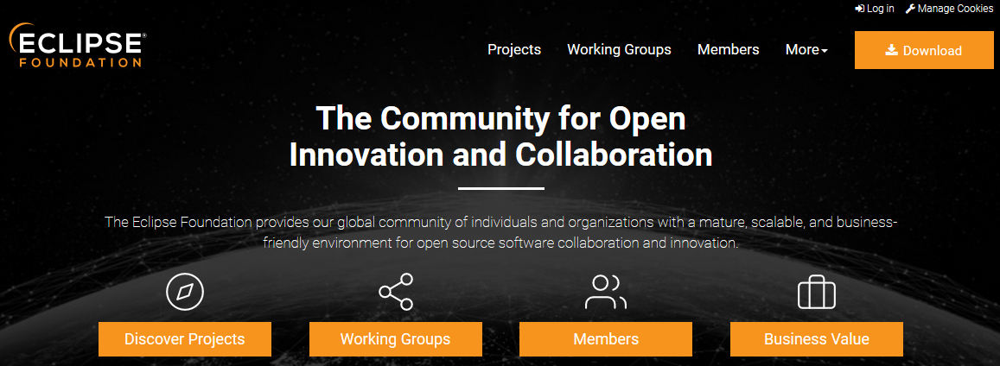 Log in Manage Cookies
ECLIPSE®
FOUNDATION
Projects Working Groups Members More Download
The Community for Open
Innovation and Collaboration
The Eclipse Foundation provides our global community of individuals and organizations with a mature, scalable, and business-
friendly environment for open source software collaboration and innovation.
Discover Projects Working Groups Members Business Value